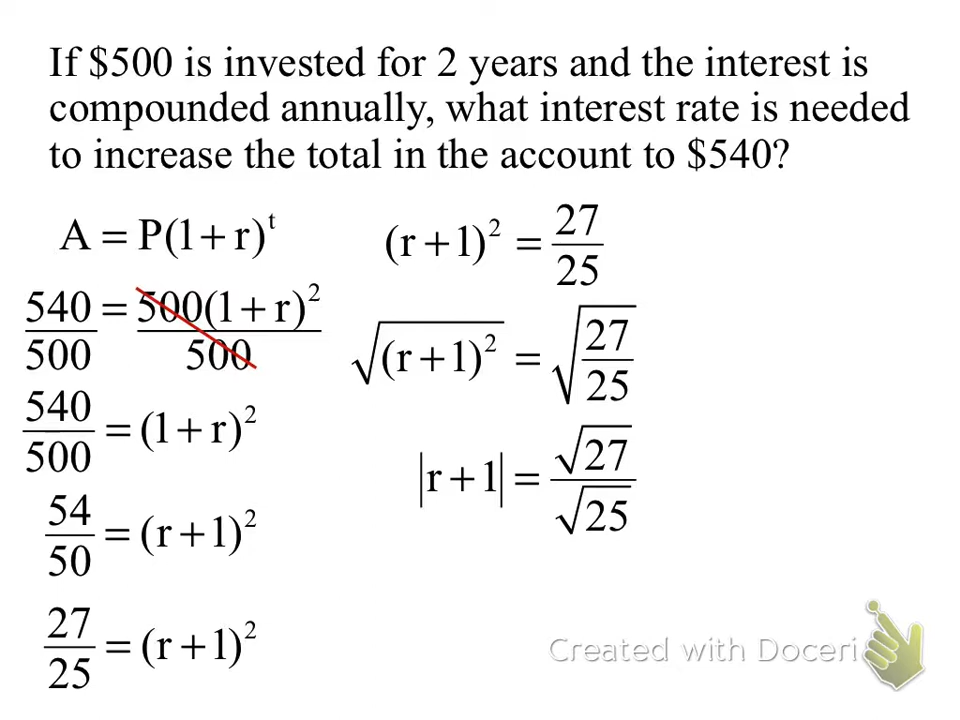 If $500 is invested for 2 years and the interest is
compounded annually, what interest rate is needed
to increase the total in the account to $540?
A = P(1 + r)^t
540/500 = 500(1 + r)^2/500
540/500 = (1 + r)^2
54/50 = (r + 1)^2
27/25 = (r + 1)^2
(r + 1)^2 = 27/25
√(r + 1)^2 = √27/25
|r + 1| = √27/√25
Created with Doceri